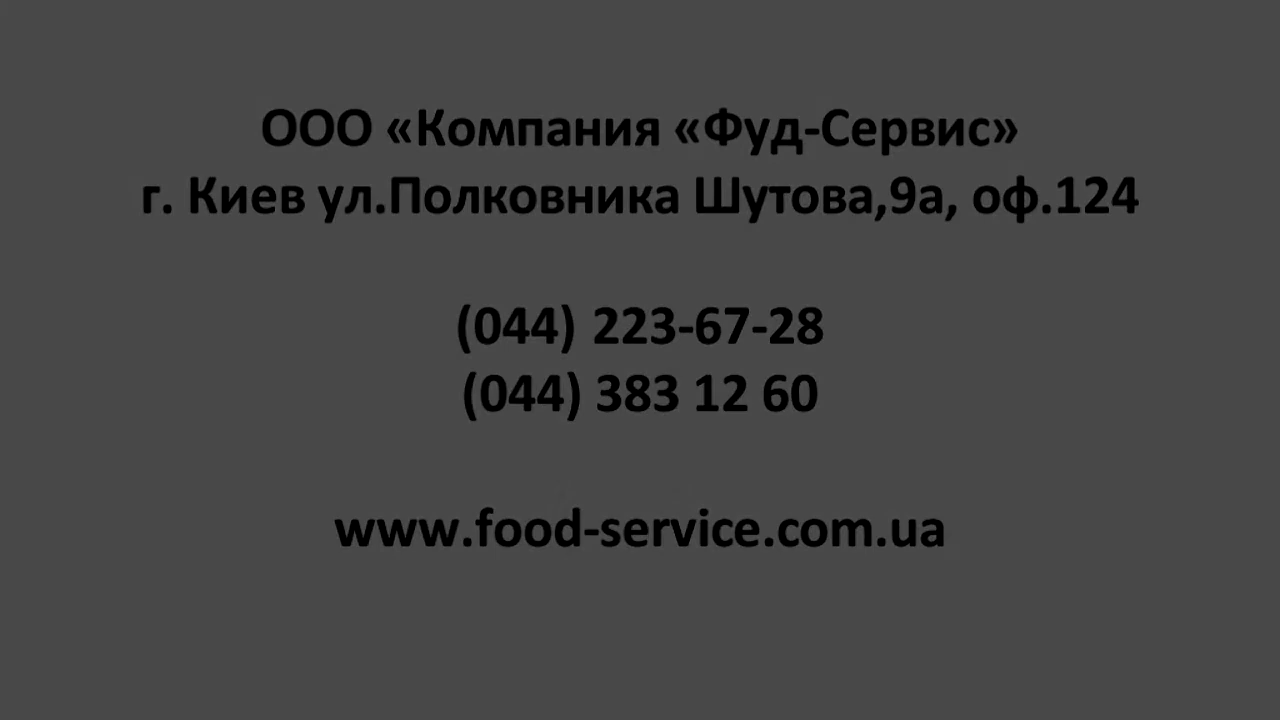 ООО «Компания «Фуд-Сервис»
г. Киев ул.Полковника Шутова,9а, оф.124
(044) 223-67-28
(044) 383 12 60
www.food-service.com.ua